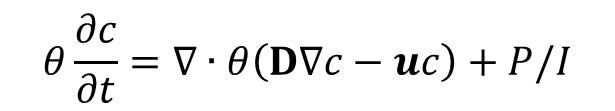 θ ∂c/∂t = ∇ · θ(D∇c − uc) + P/I